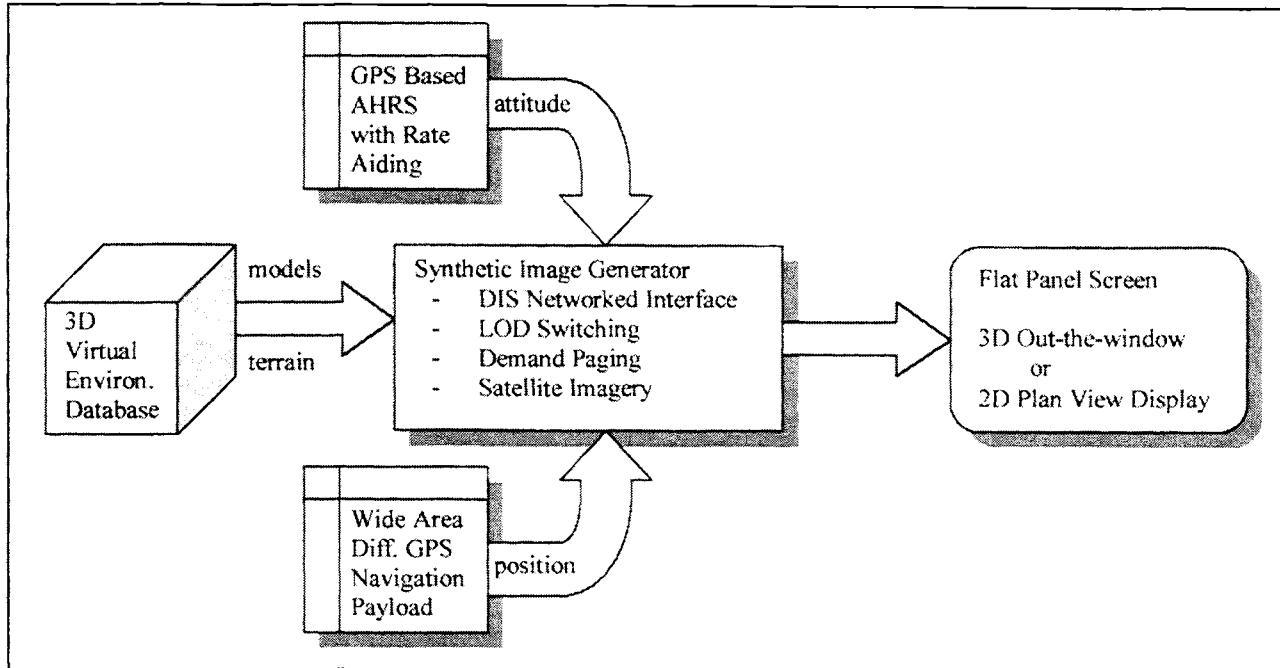 GPS Based
AHRS
with Rate
Aiding
attitude
models
terrain
3D
Virtual
Environ.
Database
Synthetic Image Generator
- DIS Networked Interface
- LOD Switching
- Demand Paging
- Satellite Imagery
Flat Panel Screen
3D Out-the-window
or
2D Plan View Display
Wide Area
Diff. GPS
Navigation
Payload
position